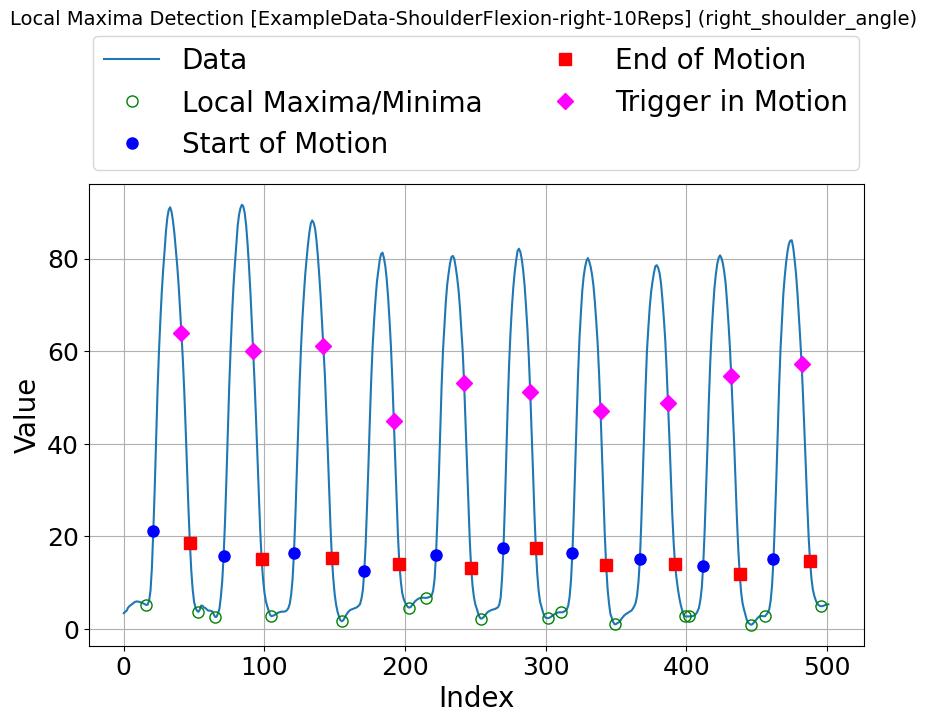 Local Maxima Detection [ExampleData-ShoulderFlexion-right-10Reps] (right_shoulder_angle)
Data
Local Maxima/Minima
Start of Motion
End of Motion
Trigger in Motion
Value
80
60
40
20
0
0 100 200 300 400 500
Index